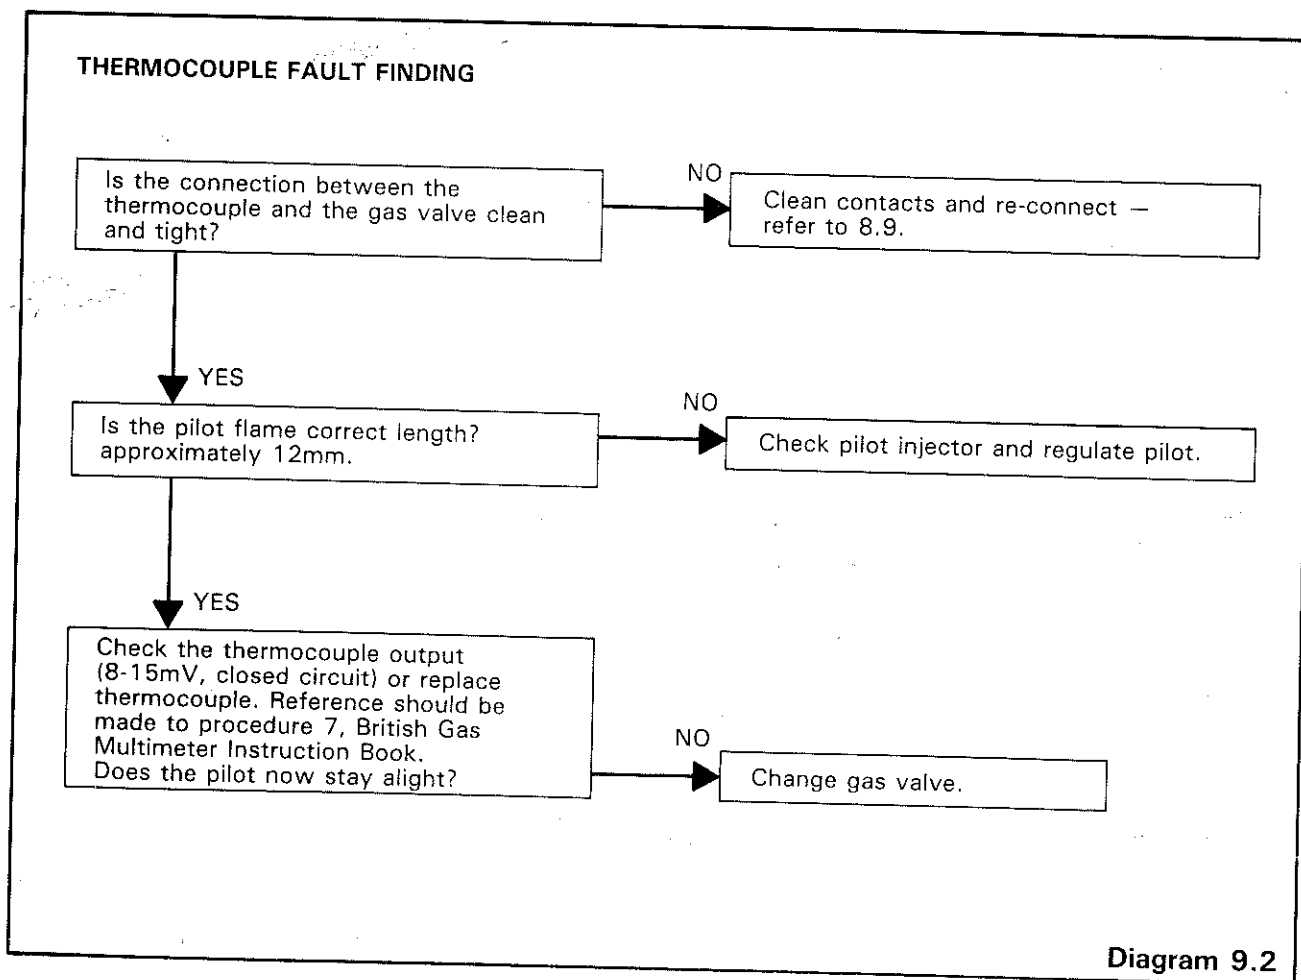 THERMOCOUPLE FAULT FINDING
Is the connection between the
thermocouple and the gas valve clean
and tight?
NO
Clean contacts and re-connect —
refer to 8.9.
YES
Is the pilot flame correct length?
approximately 12mm.
NO
Check pilot injector and regulate pilot.
YES
Check the thermocouple output
(8-15mV, closed circuit) or replace
thermocouple. Reference should be
made to procedure 7, British Gas
Multimeter Instruction Book.
Does the pilot now stay alight?
NO
Change gas valve.
Diagram 9.2